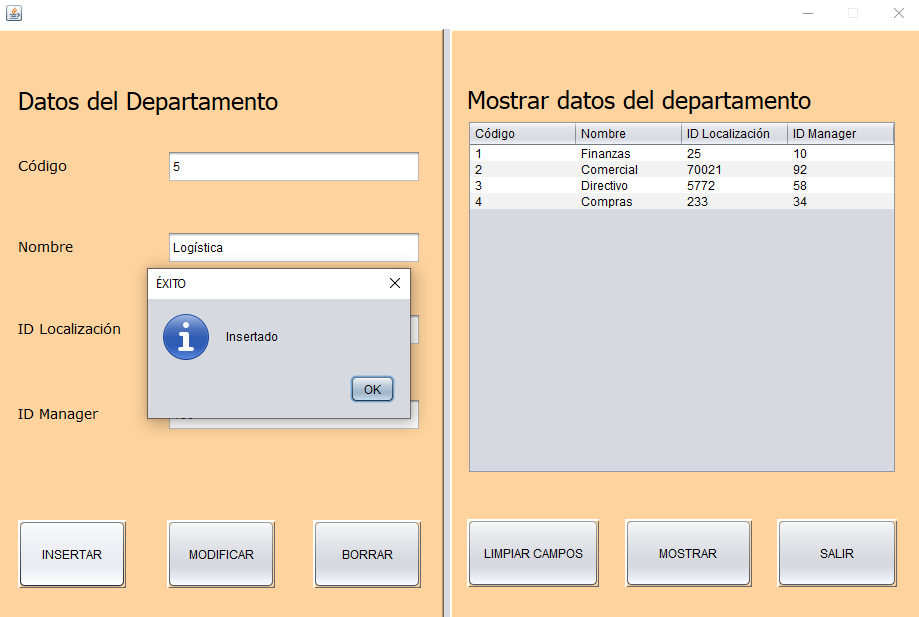 Datos del Departamento
Código
5
Nombre
Logística
ÉXITO
Insertado
OK
ID Localización
ID Manager
INSERTAR
MODIFICAR
BORRAR
Mostrar datos del departamento
Código Nombre ID Localización ID Manager
1 Finanzas 25 10
2 Comercial 70021 92
3 Directivo 5772 58
4 Compras 233 34
LIMPIAR CAMPOS
MOSTRAR
SALIR